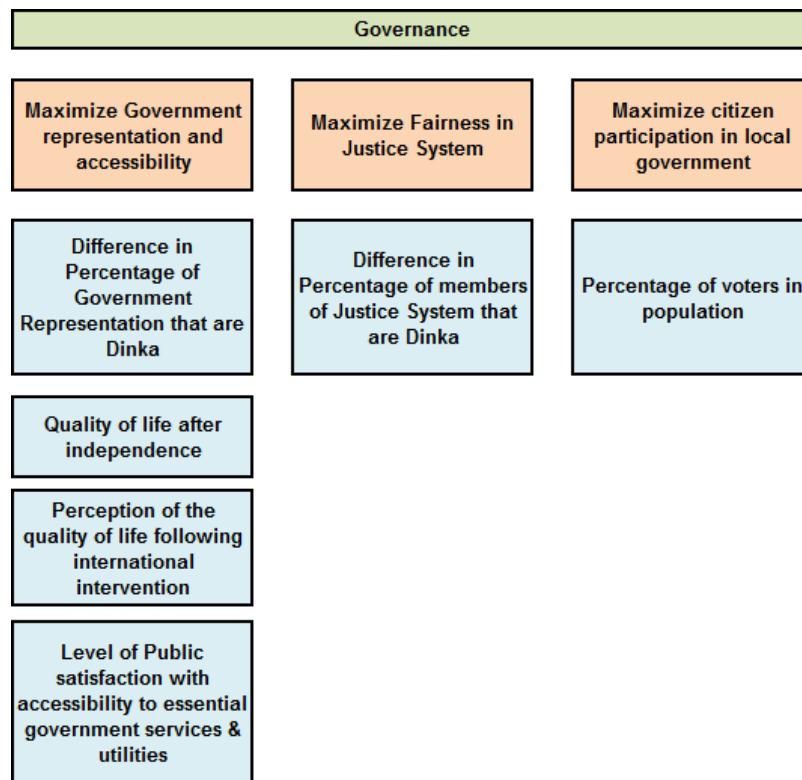 Governance
Maximize Government
representation and
accessibility
Maximize Fairness in
Justice System
Maximize citizen
participation in local
government
Difference in
Percentage of
Government
Representation that are
Dinka
Difference in
Percentage of members
of Justice System that
are Dinka
Percentage of voters in
population
Quality of life after
independence
Perception of the
quality of life following
international
intervention
Level of Public
satisfaction with
accessibility to essential
government services &
utilities